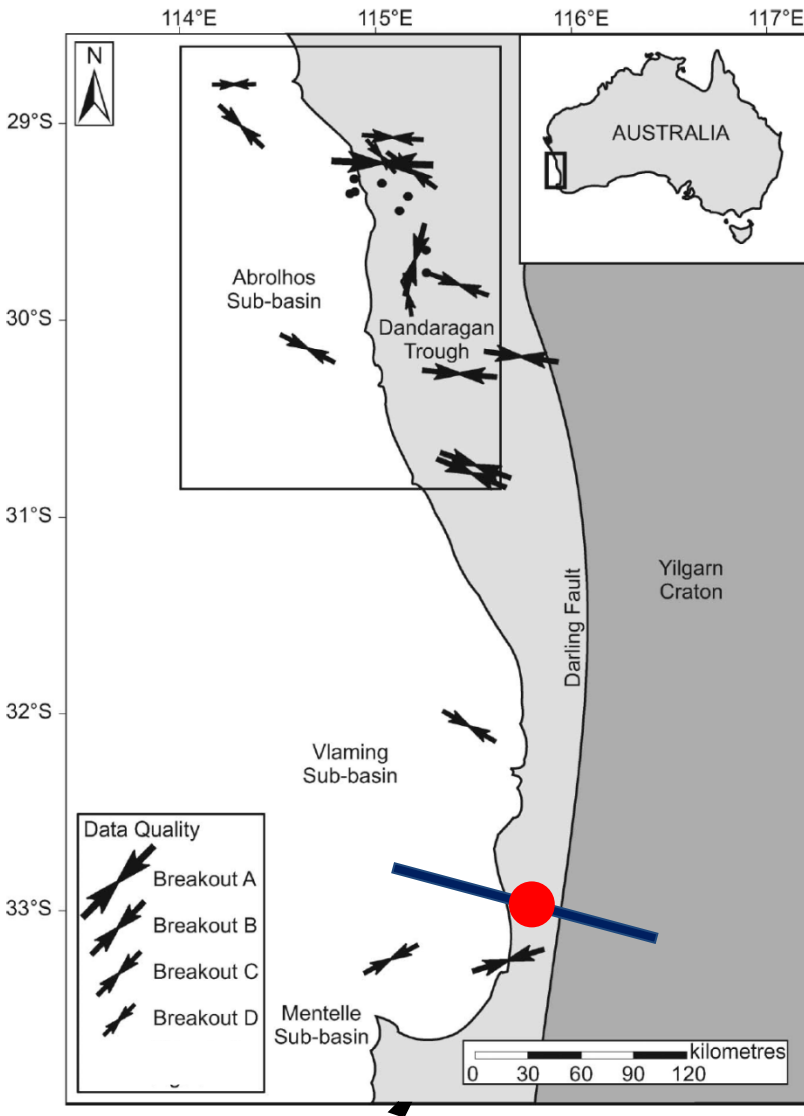 114°E
115°E
116°E
117°E
N
29°S
AUSTRALIA
Abrolhos
Sub-basin
30°S
Dandaragan
Trough
31°S
Darling Fault
Yilgarn
Craton
32°S
Vlaming
Sub-basin
Data Quality
Breakout A
Breakout B
33°S
Breakout C
Breakout D
Mentelle
Sub-basin
kilometres
0 30 60 90 120